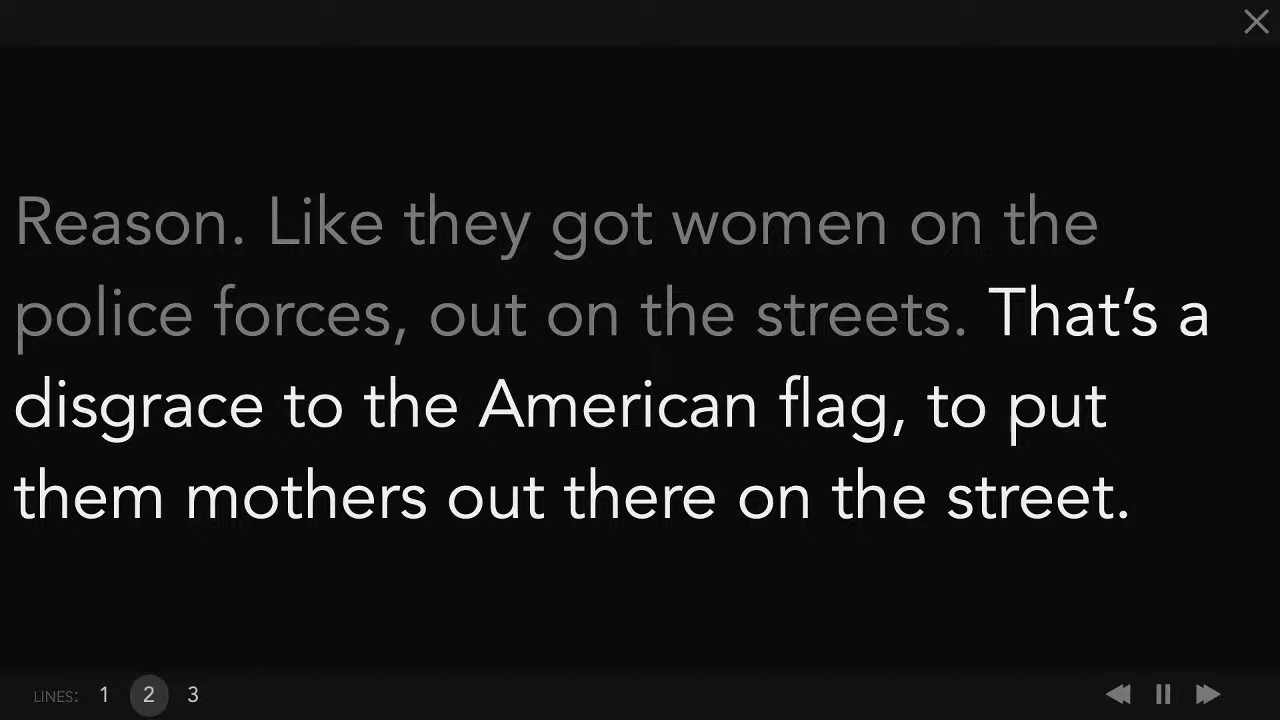 Reason. Like they got women on the
police forces, out on the streets. That’s a
disgrace to the American flag, to put
them mothers out there on the street.
LINES: 1 2 3